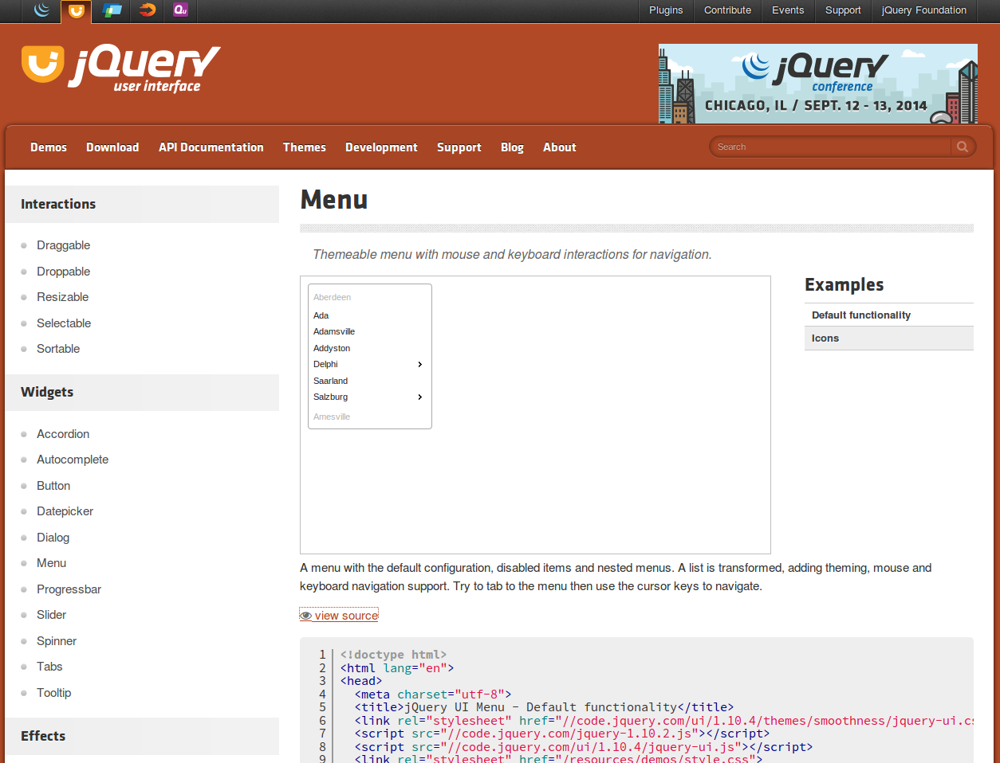 Qu
Plugins
Contribute
Events
Support
jQuery Foundation
jQuery
user interface
jQuery
conference
CHICAGO, IL / SEPT. 12 - 13, 2014
Demos
Download
API Documentation
Themes
Development
Support
Blog
About
Search
Interactions
Draggable
Droppable
Resizable
Selectable
Sortable
Widgets
Accordion
Autocomplete
Button
Datepicker
Dialog
Menu
Progressbar
Slider
Spinner
Tabs
Tooltip
Effects
Menu
Themeable menu with mouse and keyboard interactions for navigation.
Aberdeen
Ada
Adamsville
Addyston
Delphi
Saarland
Salzburg
Amesville
Examples
Default functionality
Icons
A menu with the default configuration, disabled items and nested menus. A list is transformed, adding theming, mouse and
keyboard navigation support. Try to tab to the menu then use the cursor keys to navigate.
view source
1 <!doctype html>
2 <html lang="en">
3 <head>
4 <meta charset="utf-8">
5 <title>jQuery UI Menu - Default functionality</title>
6 <link rel="stylesheet" href="//code.jquery.com/ui/1.10.4/themes/smoothness/jquery-ui.cs
7 <script src="//code.jquery.com/jquery-1.10.2.js"></script>
8 <script src="//code.jquery.com/ui/1.10.4/jquery-ui.js"></script>
9 <link rel="stylesheet" href="/resources/demos/style.css">